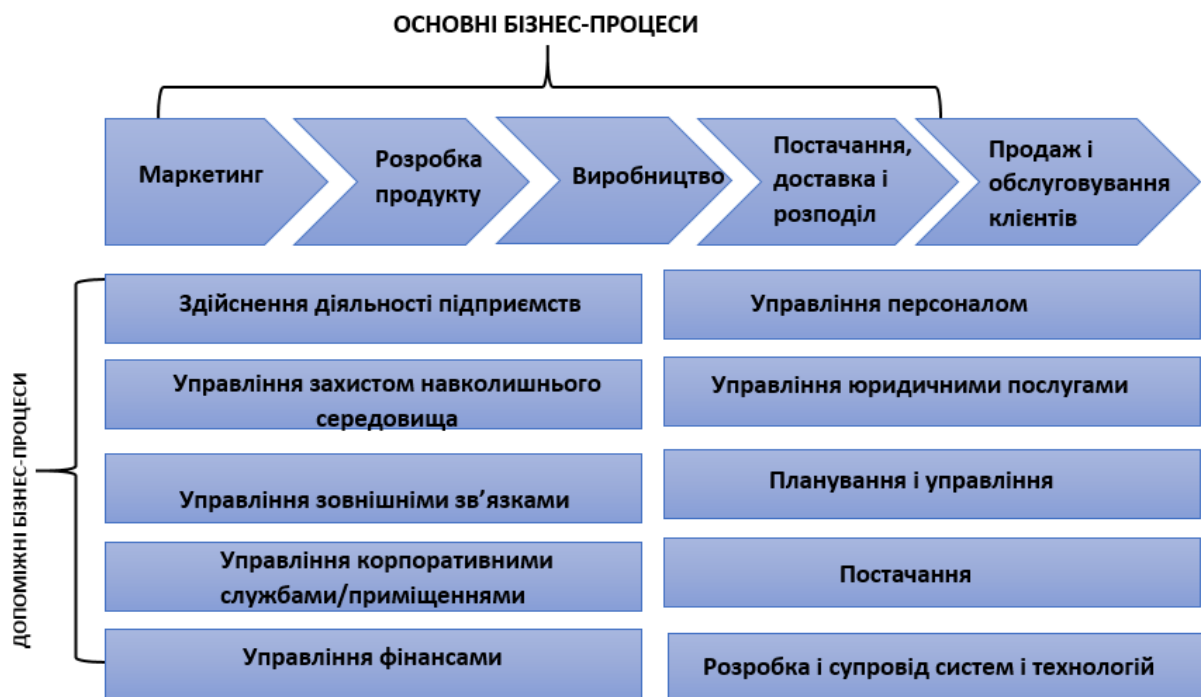 ОСНОВНІ БІЗНЕС-ПРОЦЕСИ
Маркетинг
Розробка
продукту
Виробництво
Постачання,
доставка і
розподіл
Продаж і
обслуговування
клієнтів
ДОПОМІЖНІ БІЗНЕС-ПРОЦЕСИ
Здійснення діяльності підприємств
Управління захистом навколишнього
середовища
Управління зовнішніми зв’язками
Управління корпоративними
службами/приміщеннями
Управління фінансами
Управління персоналом
Управління юридичними послугами
Планування і управління
Постачання
Розробка і супровід систем і технологій